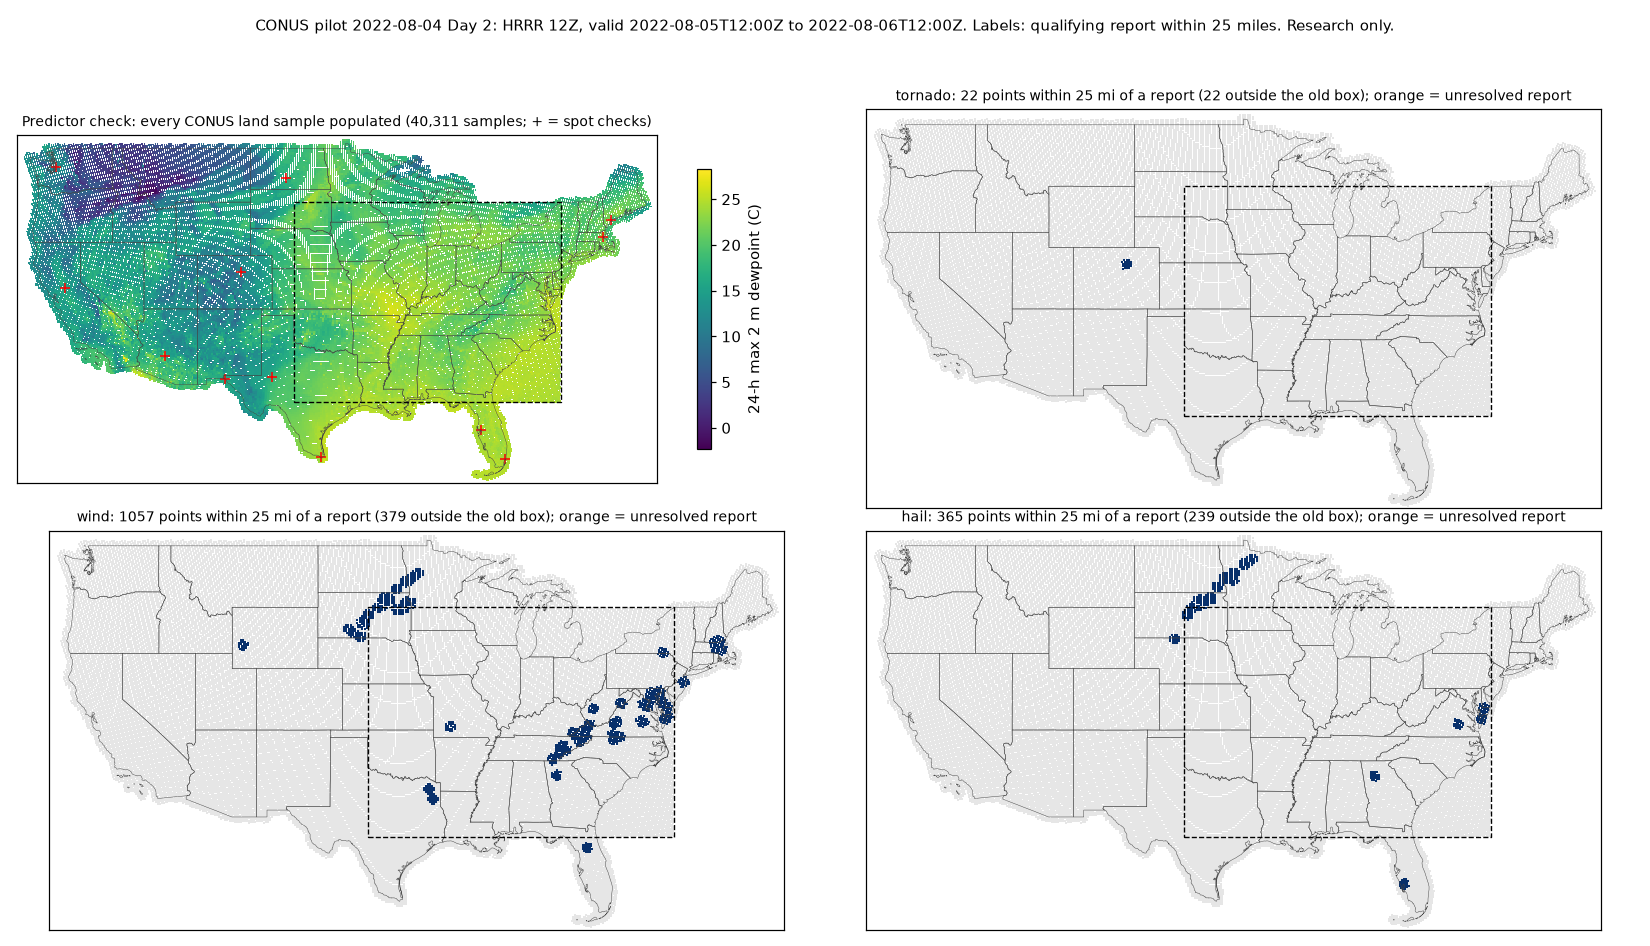 CONUS pilot 2022-08-04 Day 2: HRRR 12Z, valid 2022-08-05T12:00Z to 2022-08-06T12:00Z. Labels: qualifying report within 25 miles. Research only.
Predictor check: every CONUS land sample populated (40,311 samples; + = spot checks)
25
20
15
10
5
0
24-h max 2 m dewpoint (C)
tornado: 22 points within 25 mi of a report (22 outside the old box); orange = unresolved report
wind: 1057 points within 25 mi of a report (379 outside the old box); orange = unresolved report
hail: 365 points within 25 mi of a report (239 outside the old box); orange = unresolved report